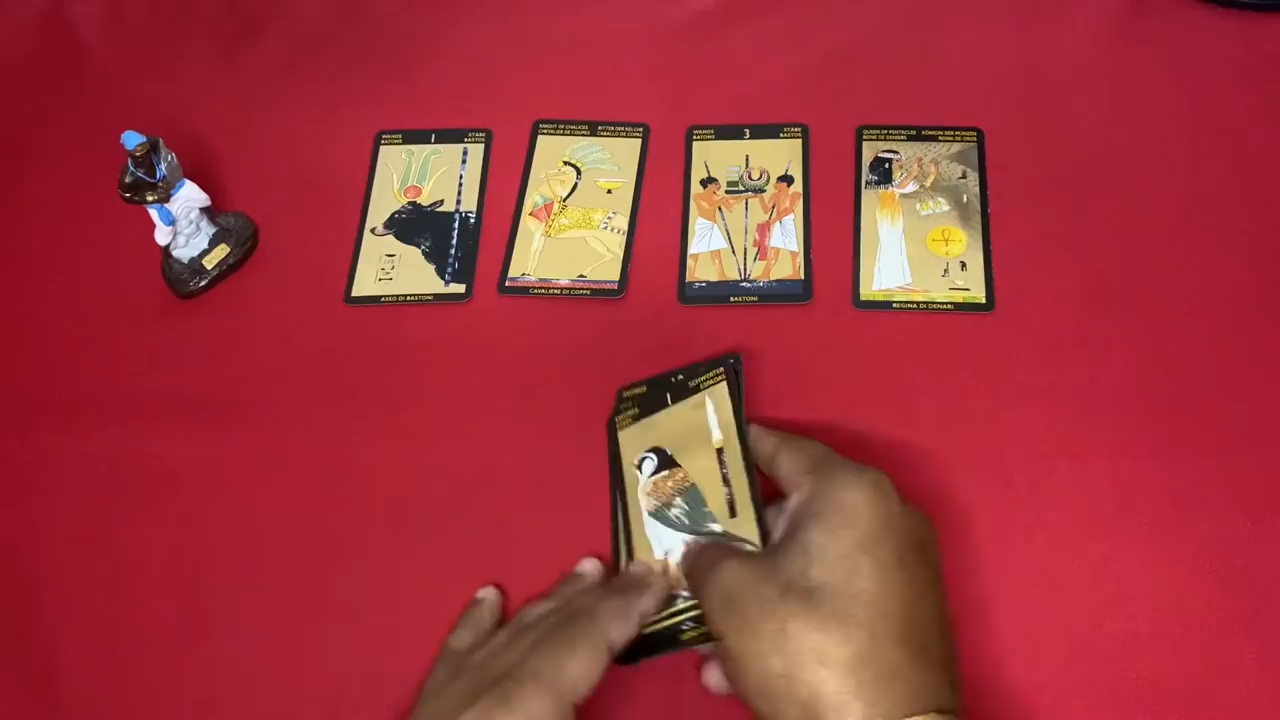 WANDS
BATONS
1
STÄBE
BASTOS
ASSO DI BASTONI
KNIGHT OF CHALICES
CHEVALIER DE COUPES
RITTER DER KELCHE
CABALLO DE COPAS
CAVALIERE DI COPPE
WANDS
BATONS
3
STÄBE
BASTOS
BASTONI
QUEEN OF PENTACLES
REINE DE DENIERS
KÖNIGIN DER MÜNZEN
REINA DE OROS
REGINA DI DENARI
1
SCHWERTER
ESPADAS